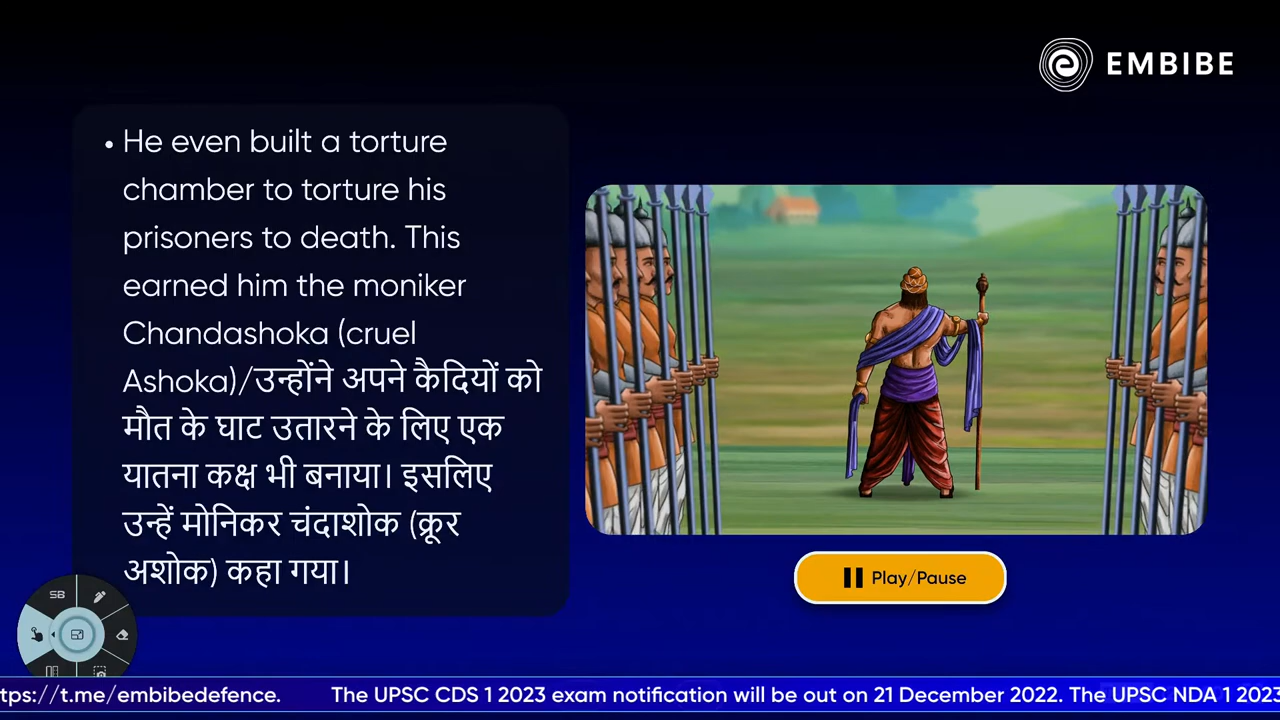 EMBIBE
• He even built a torture
chamber to torture his
prisoners to death. This
earned him the moniker
Chandashoka (cruel
Ashoka)/उन्होंने अपने कैदियों को
मौत के घाट उतारने के लिए एक
यातना कक्ष भी बनाया। इसलिए
उन्हें मोनिकर चंदाशोक (क्रूर
अशोक) कहा गया।
Play/Pause
SB
tps://t.me/embibedefence. The UPSC CDS 1 2023 exam notification will be out on 21 December 2022. The UPSC NDA 1 2023